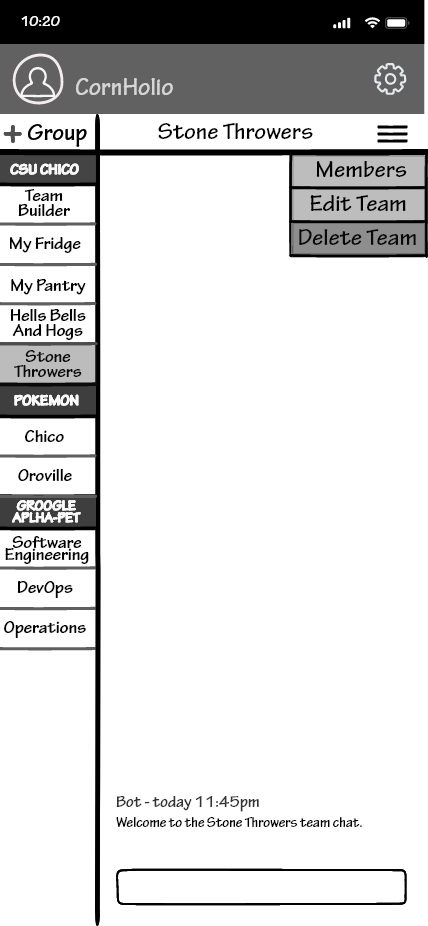 10:20
CornHolio
+ Group
Stone Throwers
CSU CHICO
Team
Builder
My Fridge
My Pantry
Hells Bells
And Hogs
Stone
Throwers
POKEMON
Chico
Oroville
GROOGLE
APLHA-PET
Software
Engineering
DevOps
Operations
Members
Edit Team
Delete Team
Bot - today 11:45pm
Welcome to the Stone Throwers team chat.